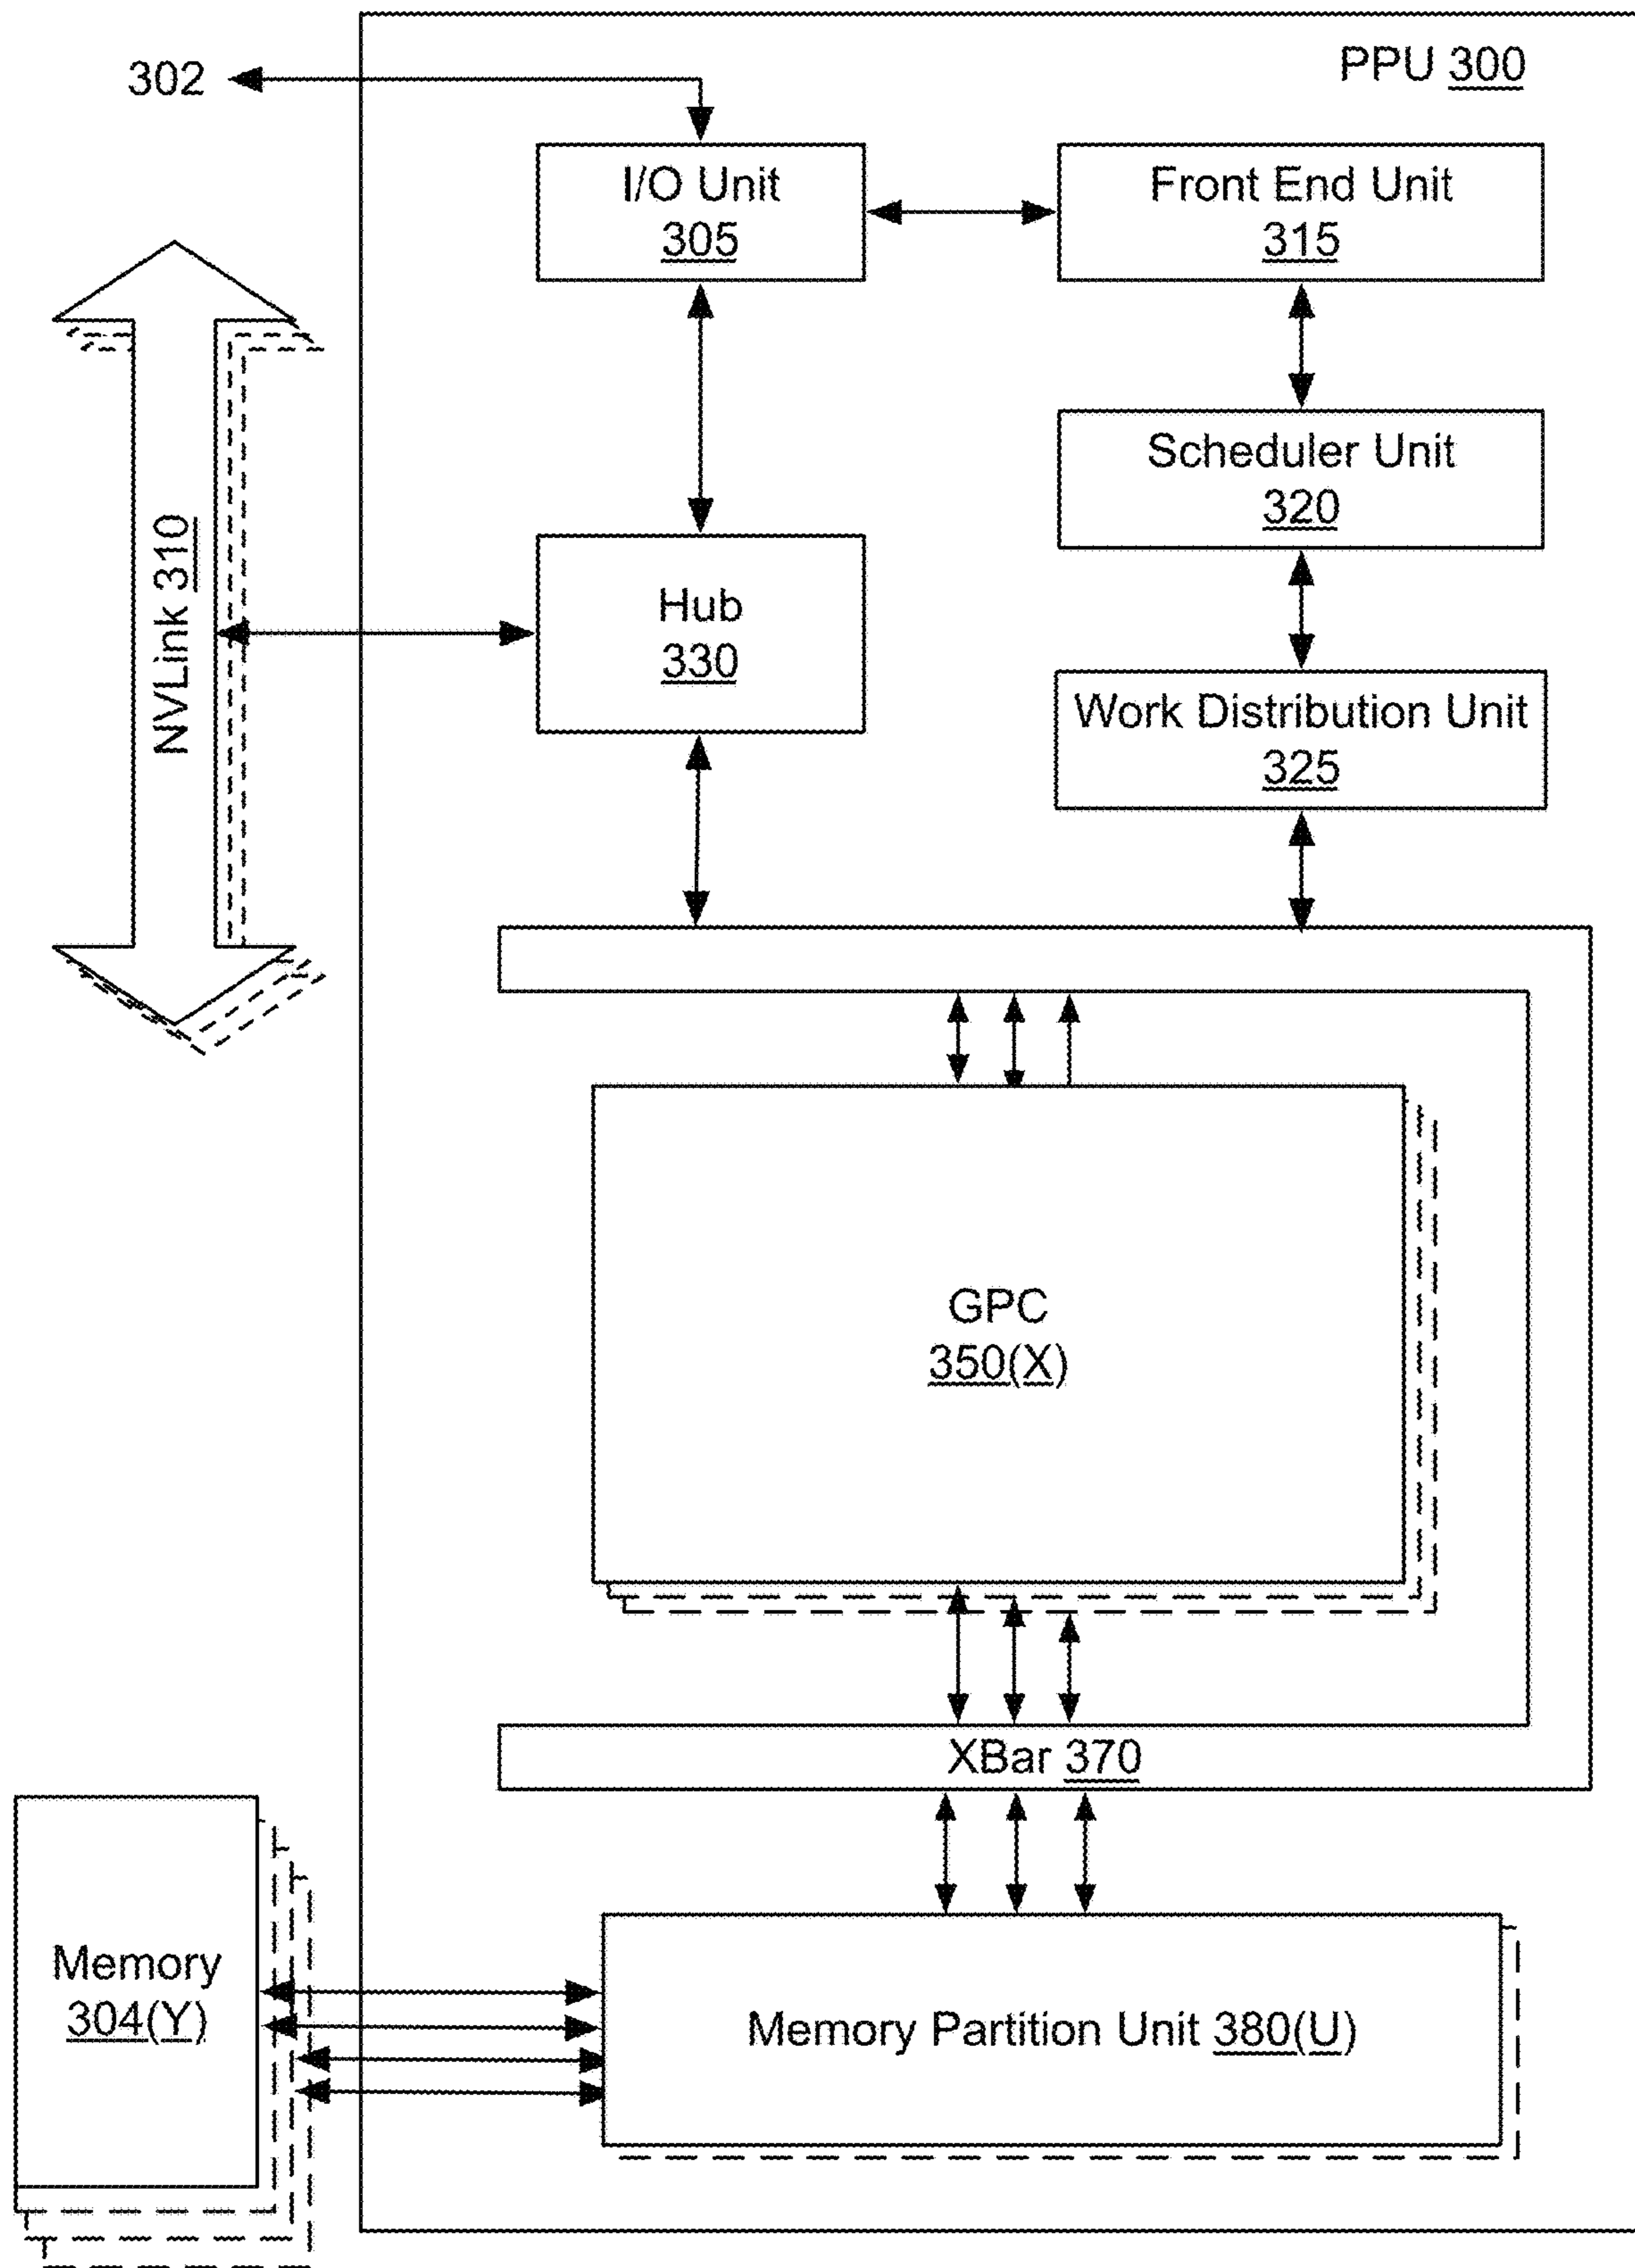 PPU 300
302
I/O Unit
305
Front End Unit
315
Scheduler Unit
320
NVLink 310
Hub
330
Work Distribution Unit
325
GPC
350(X)
XBar 370
Memory
304(Y)
Memory Partition Unit 380(U)